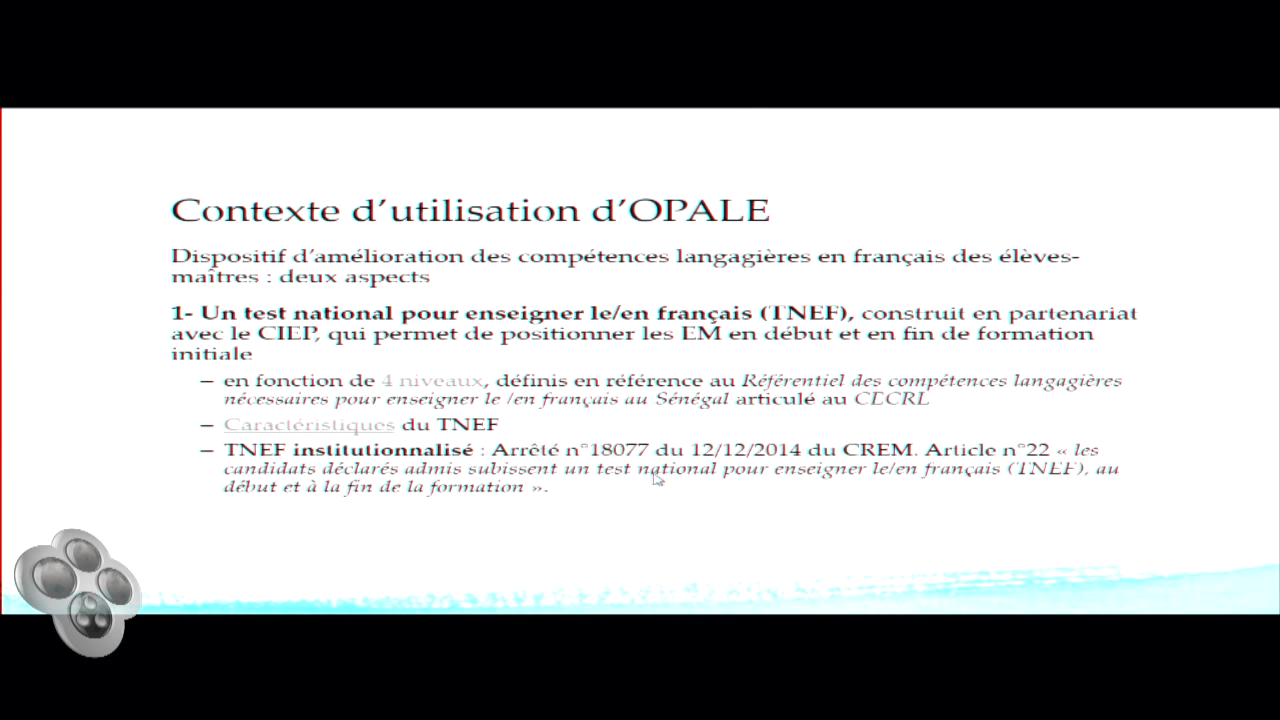 Contexte d'utilisation d'OPALE
Dispositif d'amélioration des compétences langagières en français des élèves-
maîtres : deux aspects
1- Un test national pour enseigner le/en français (TNEF), construit en partenariat
avec le CIEP, qui permet de positionner les EM en début et en fin de formation
initiale
– en fonction de 4 niveaux, définis en référence au Référentiel des compétences langagières
nécessaires pour enseigner le /en français au Sénégal articulé au CECRL
– Caractéristiques du TNEF
– TNEF institutionnalisé : Arrêté n°18077 du 12/12/2014 du CREM. Article n°22 « les
candidats déclarés admis subissent un test national pour enseigner le/en français (TNEF), au
début et à la fin de la formation ».